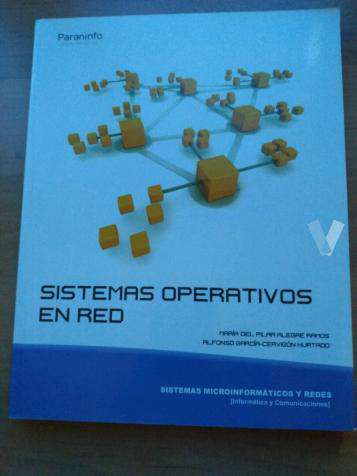 Paraninfo
SISTEMAS OPERATIVOS
EN RED
MARÍA DEL PILAR ALEGRE RAMOS
ALFONSO GARCÍA-CERVIGÓN HURTADO
SISTEMAS MICROINFORMÁTICOS Y REDES
[Informática y Comunicaciones]